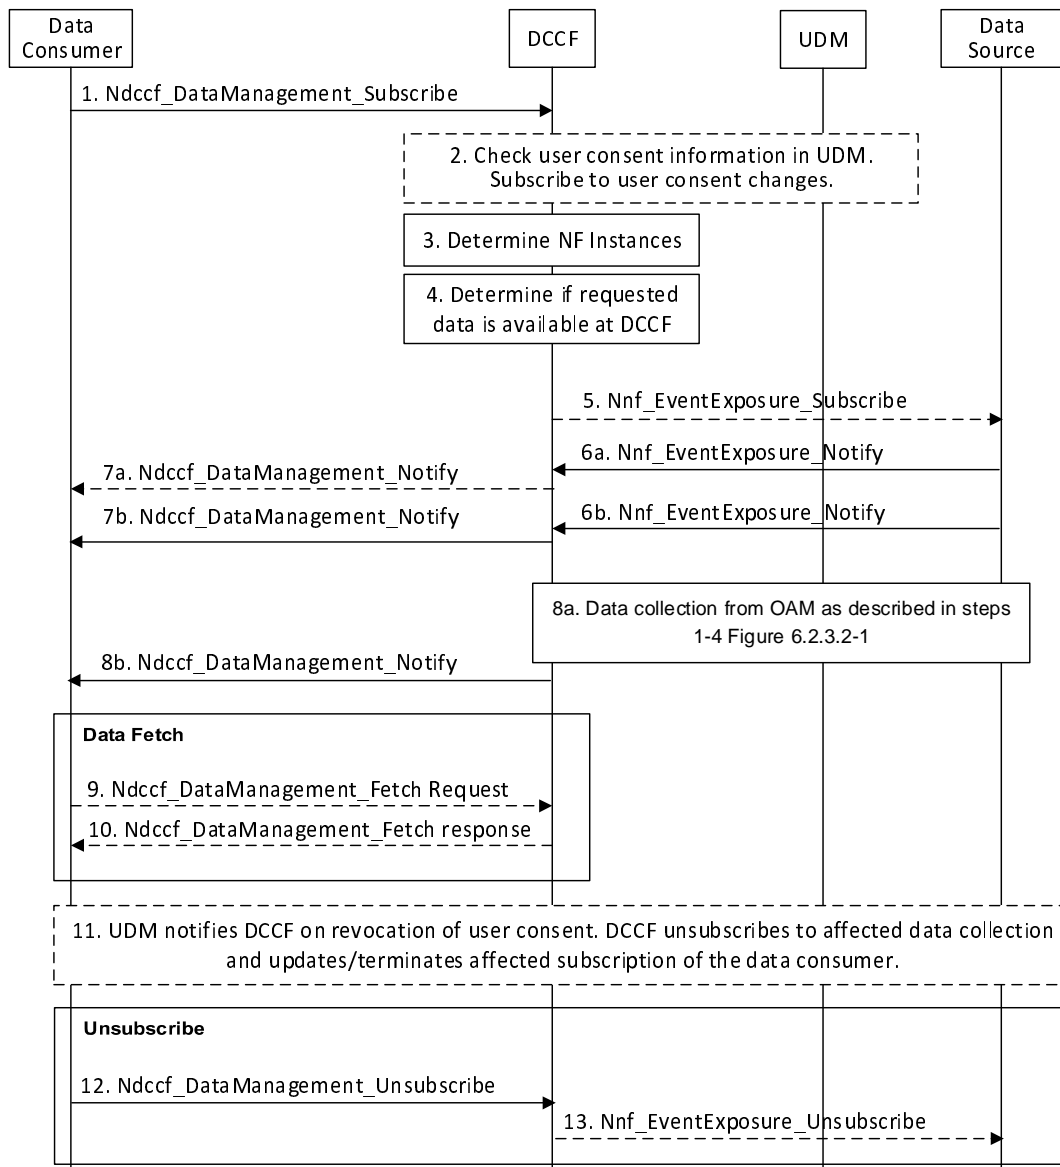 Data
Consumer
DCCF
UDM
Data
Source
1. Ndccf_DataManagement_Subscribe
2. Check user consent information in UDM.
Subscribe to user consent changes.
3. Determine NF Instances
4. Determine if requested
data is available at DCCF
5. Nnf_EventExposure_Subscribe
6a. Nnf_EventExposure_Notify
7a. Ndccf_DataManagement_Notify
6b. Nnf_EventExposure_Notify
7b. Ndccf_DataManagement_Notify
8a. Data collection from OAM as described in steps
1-4 Figure 6.2.3.2-1
8b. Ndccf_DataManagement_Notify
Data Fetch
9. Ndccf_DataManagement_Fetch Request
10. Ndccf_DataManagement_Fetch response
11. UDM notifies DCCF on revocation of user consent. DCCF unsubscribes to affected data collection
and updates/terminates affected subscription of the data consumer.
Unsubscribe
12. Ndccf_DataManagement_Unsubscribe
13. Nnf_EventExposure_Unsubscribe